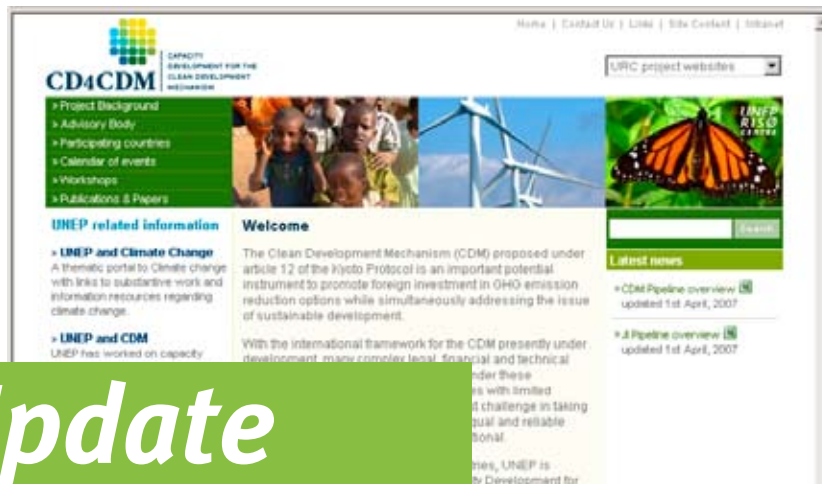 Home | Contact Us | Links | Site Content | Intranet
CAPACITY
DEVELOPMENT FOR THE
CLEAN DEVELOPMENT
MECHANISM
CD4CDM
URC project websites
» Project Background
» Advisory Body
» Participating countries
» Calendar of events
» Workshops
» Publications & Papers
UNEP
RISØ
CENTRE
UNEP related information
» UNEP and Climate Change
A thematic portal to Climate change
with links to substantive work and
information resources regarding
climate change.
» UNEP and CDM
UNEP has worked on capacity
Welcome
The Clean Development Mechanism (CDM) proposed under
article 12 of the Kyoto Protocol is an important potential
instrument to promote foreign investment in GHG emission
reduction options while simultaneously addressing the issue
of sustainable development.
With the international framework for the CDM presently under
development, many complex legal, financial and technical
nder these
es with limited
t challenge in taking
qual and reliable
tional.
ries, UNEP is
ty Development for
Search
Latest news
» CDM Pipeline overview
updated 1st April, 2007
» JI Pipeline overview
updated 1st April, 2007
pdate